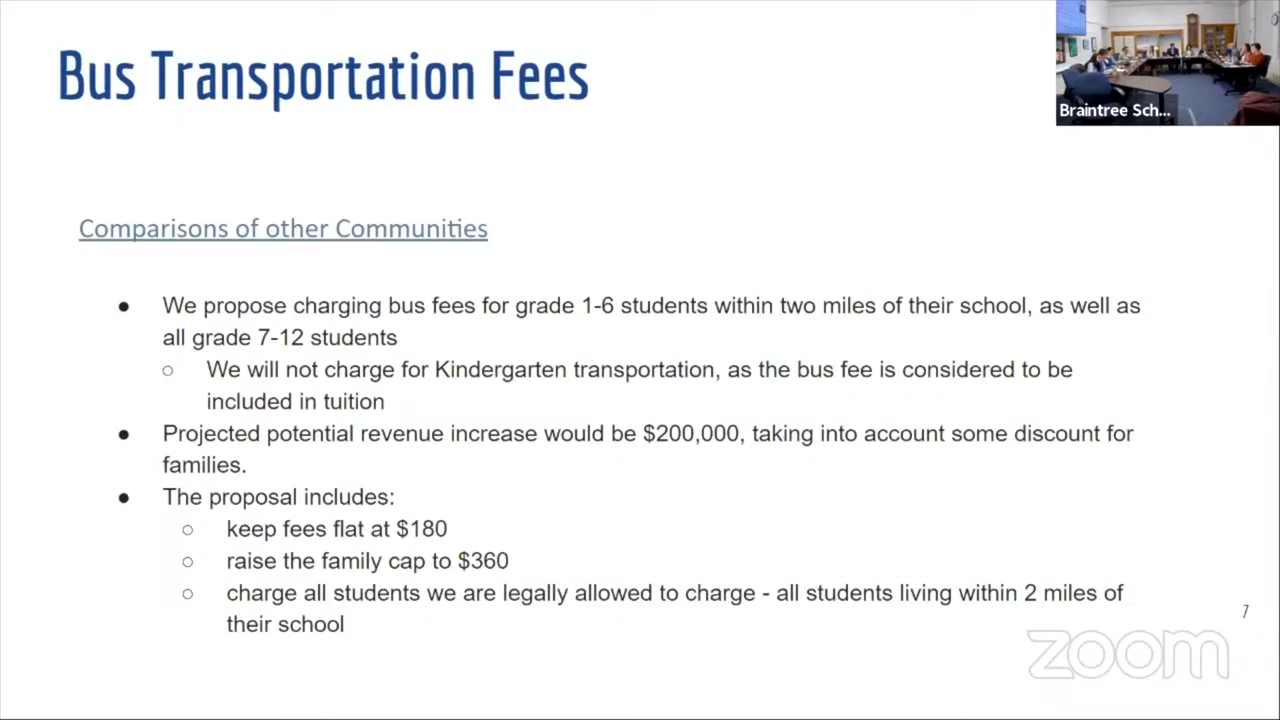 Bus Transportation Fees
Braintree Sch...
Comparisons of other Communities
● We propose charging bus fees for grade 1-6 students within two miles of their school, as well as
all grade 7-12 students
○ We will not charge for Kindergarten transportation, as the bus fee is considered to be
included in tuition
● Projected potential revenue increase would be $200,000, taking into account some discount for
families.
● The proposal includes:
○ keep fees flat at $180
○ raise the family cap to $360
○ charge all students we are legally allowed to charge - all students living within 2 miles of
their school
7
zoom